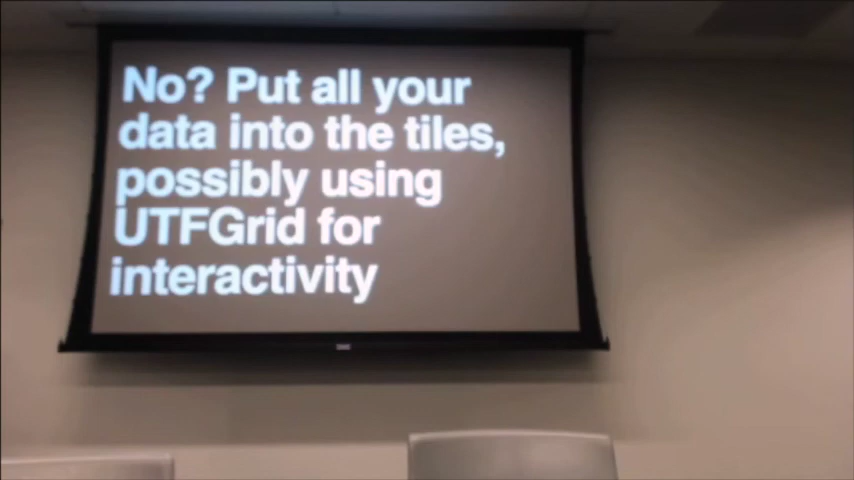 No? Put all your
data into the tiles,
possibly using
UTFGrid for
interactivity